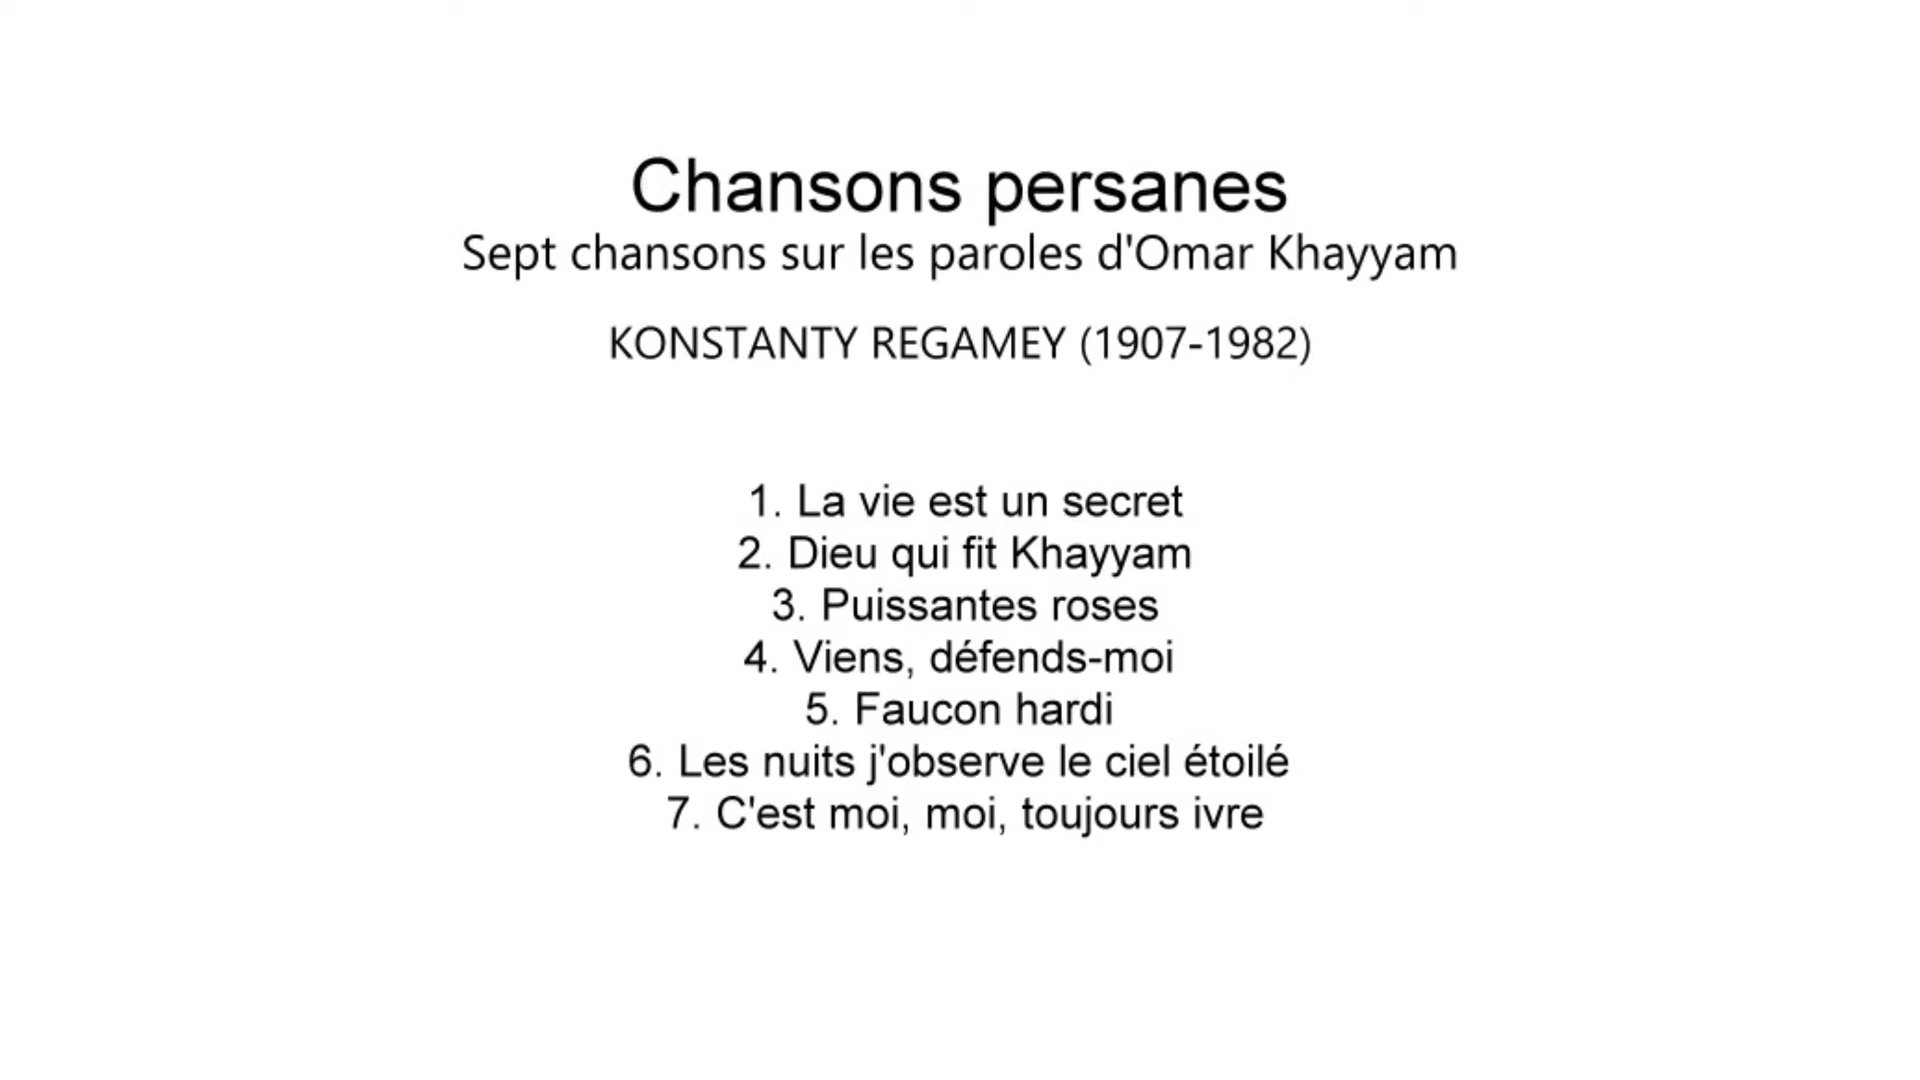 Chansons persanes
Sept chansons sur les paroles d'Omar Khayyam
KONSTANTY REGAMEY (1907-1982)
1. La vie est un secret
2. Dieu qui fit Khayyam
3. Puissantes roses
4. Viens, défends-moi
5. Faucon hardi
6. Les nuits j'observe le ciel étoilé
7. C'est moi, moi, toujours ivre